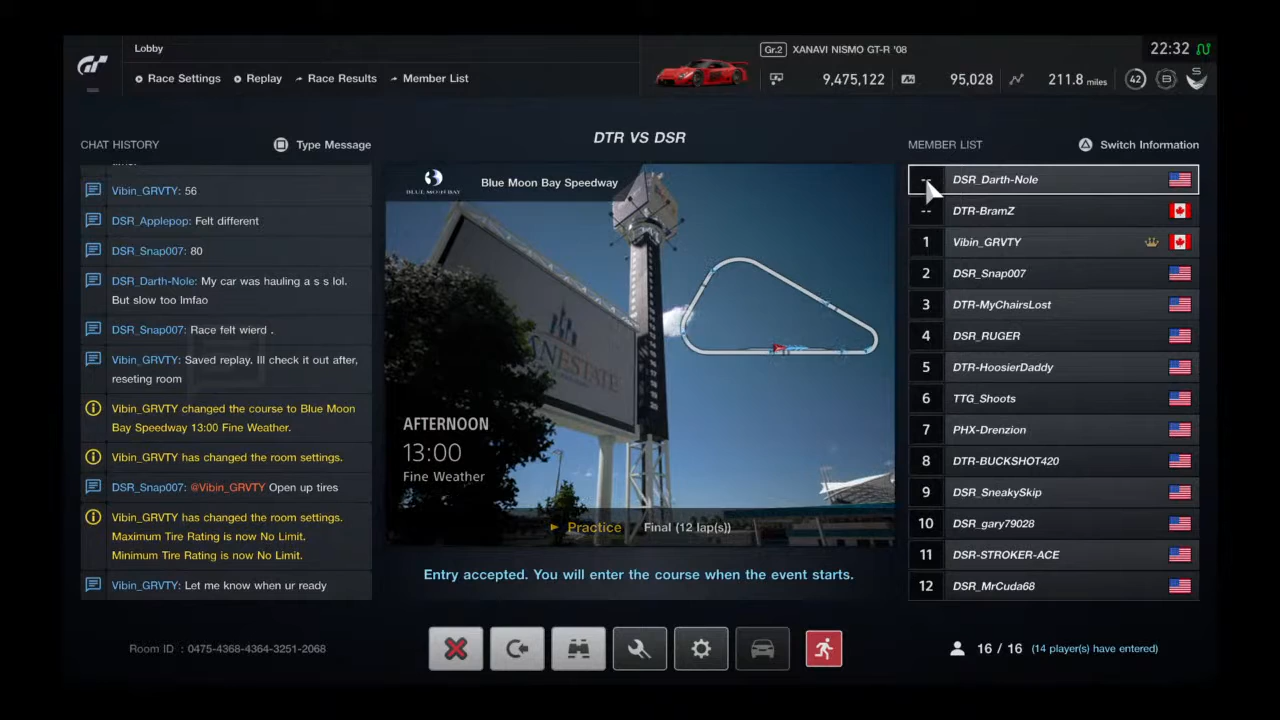 Lobby
Race Settings
Replay
Race Results
Member List
Gr.2
XANAVI NISMO GT-R '08
22:32
9,475,122
95,028
211.8 miles
42
B
S
CHAT HISTORY
Type Message
Vibin_GRVTY: 56
DSR_Applepop: Felt different
DSR_Snap007: 80
DSR_Darth-Nole: My car was hauling a s s lol.
But slow too lmfao
DSR_Snap007: Race felt wierd .
Vibin_GRVTY: Saved replay. Ill check it out after,
reseting room
Vibin_GRVTY changed the course to Blue Moon
Bay Speedway 13:00 Fine Weather.
Vibin_GRVTY has changed the room settings.
DSR_Snap007: @Vibin_GRVTY Open up tires
Vibin_GRVTY has changed the room settings.
Maximum Tire Rating is now No Limit.
Minimum Tire Rating is now No Limit.
Vibin_GRVTY: Let me know when ur ready
DTR VS DSR
BLUE MOON BAY
Blue Moon Bay Speedway
AFTERNOON
13:00
Fine Weather
Practice
Final (12 lap(s))
Entry accepted. You will enter the course when the event starts.
MEMBER LIST
Switch Information
-- DSR_Darth-Nole
-- DTR-BramZ
1 Vibin_GRVTY
2 DSR_Snap007
3 DTR-MyChairsLost
4 DSR_RUGER
5 DTR-HoosierDaddy
6 TTG_Shoots
7 PHX-Drenzion
8 DTR-BUCKSHOT420
9 DSR_SneakySkip
10 DSR_gary79028
11 DSR-STROKER-ACE
12 DSR_MrCuda68
Room ID : 0475-4368-4364-3251-2068
16 / 16
(14 player(s) have entered)